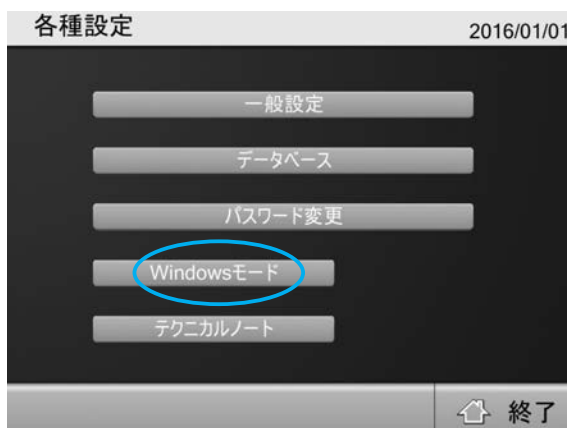 各種設定
2016/01/01
一般設定
データベース
パスワード変更
Windowsモード
テクニカルノート
終了